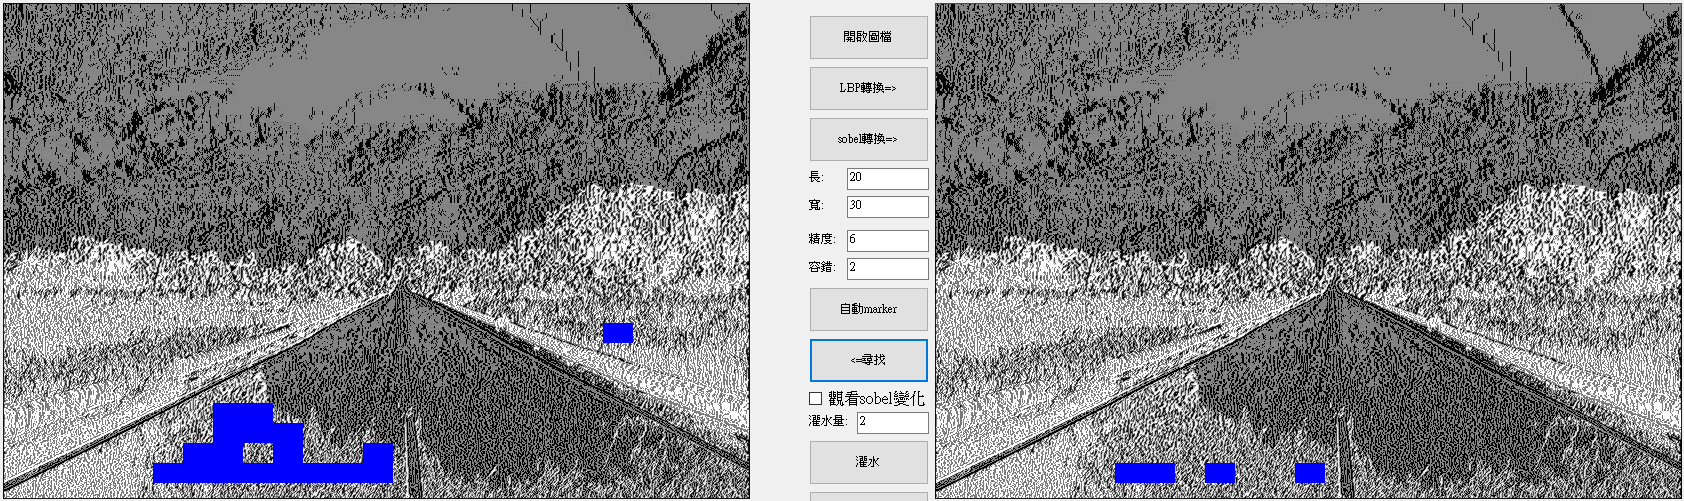 開啟圖檔
LBP轉換=>
sobel轉換=>
長: 20
寬: 30
精度: 6
容錯: 2
自動marker
<=尋找
觀看sobel變化
灌水量: 2
灌水